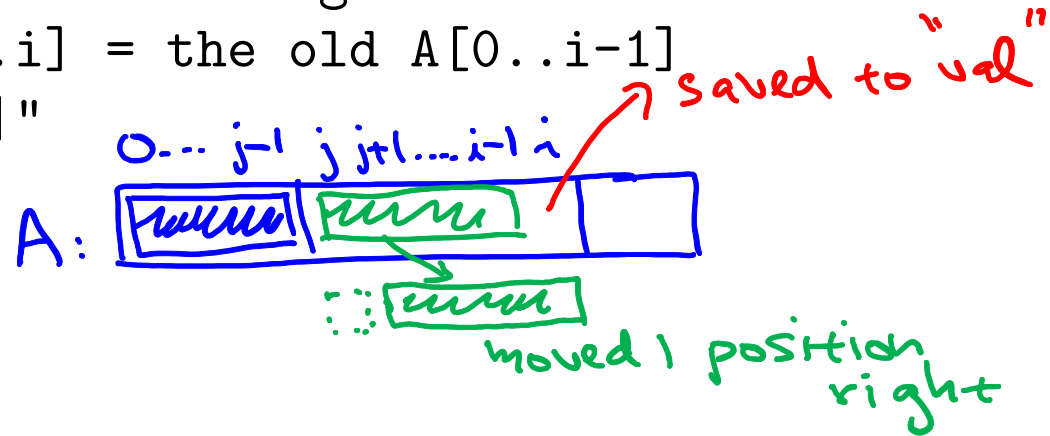 .i] = the old A[0..i-1]
]"
saved to "val"
0... j-1 j j+1....i-1 i
A:
moved 1 position
right